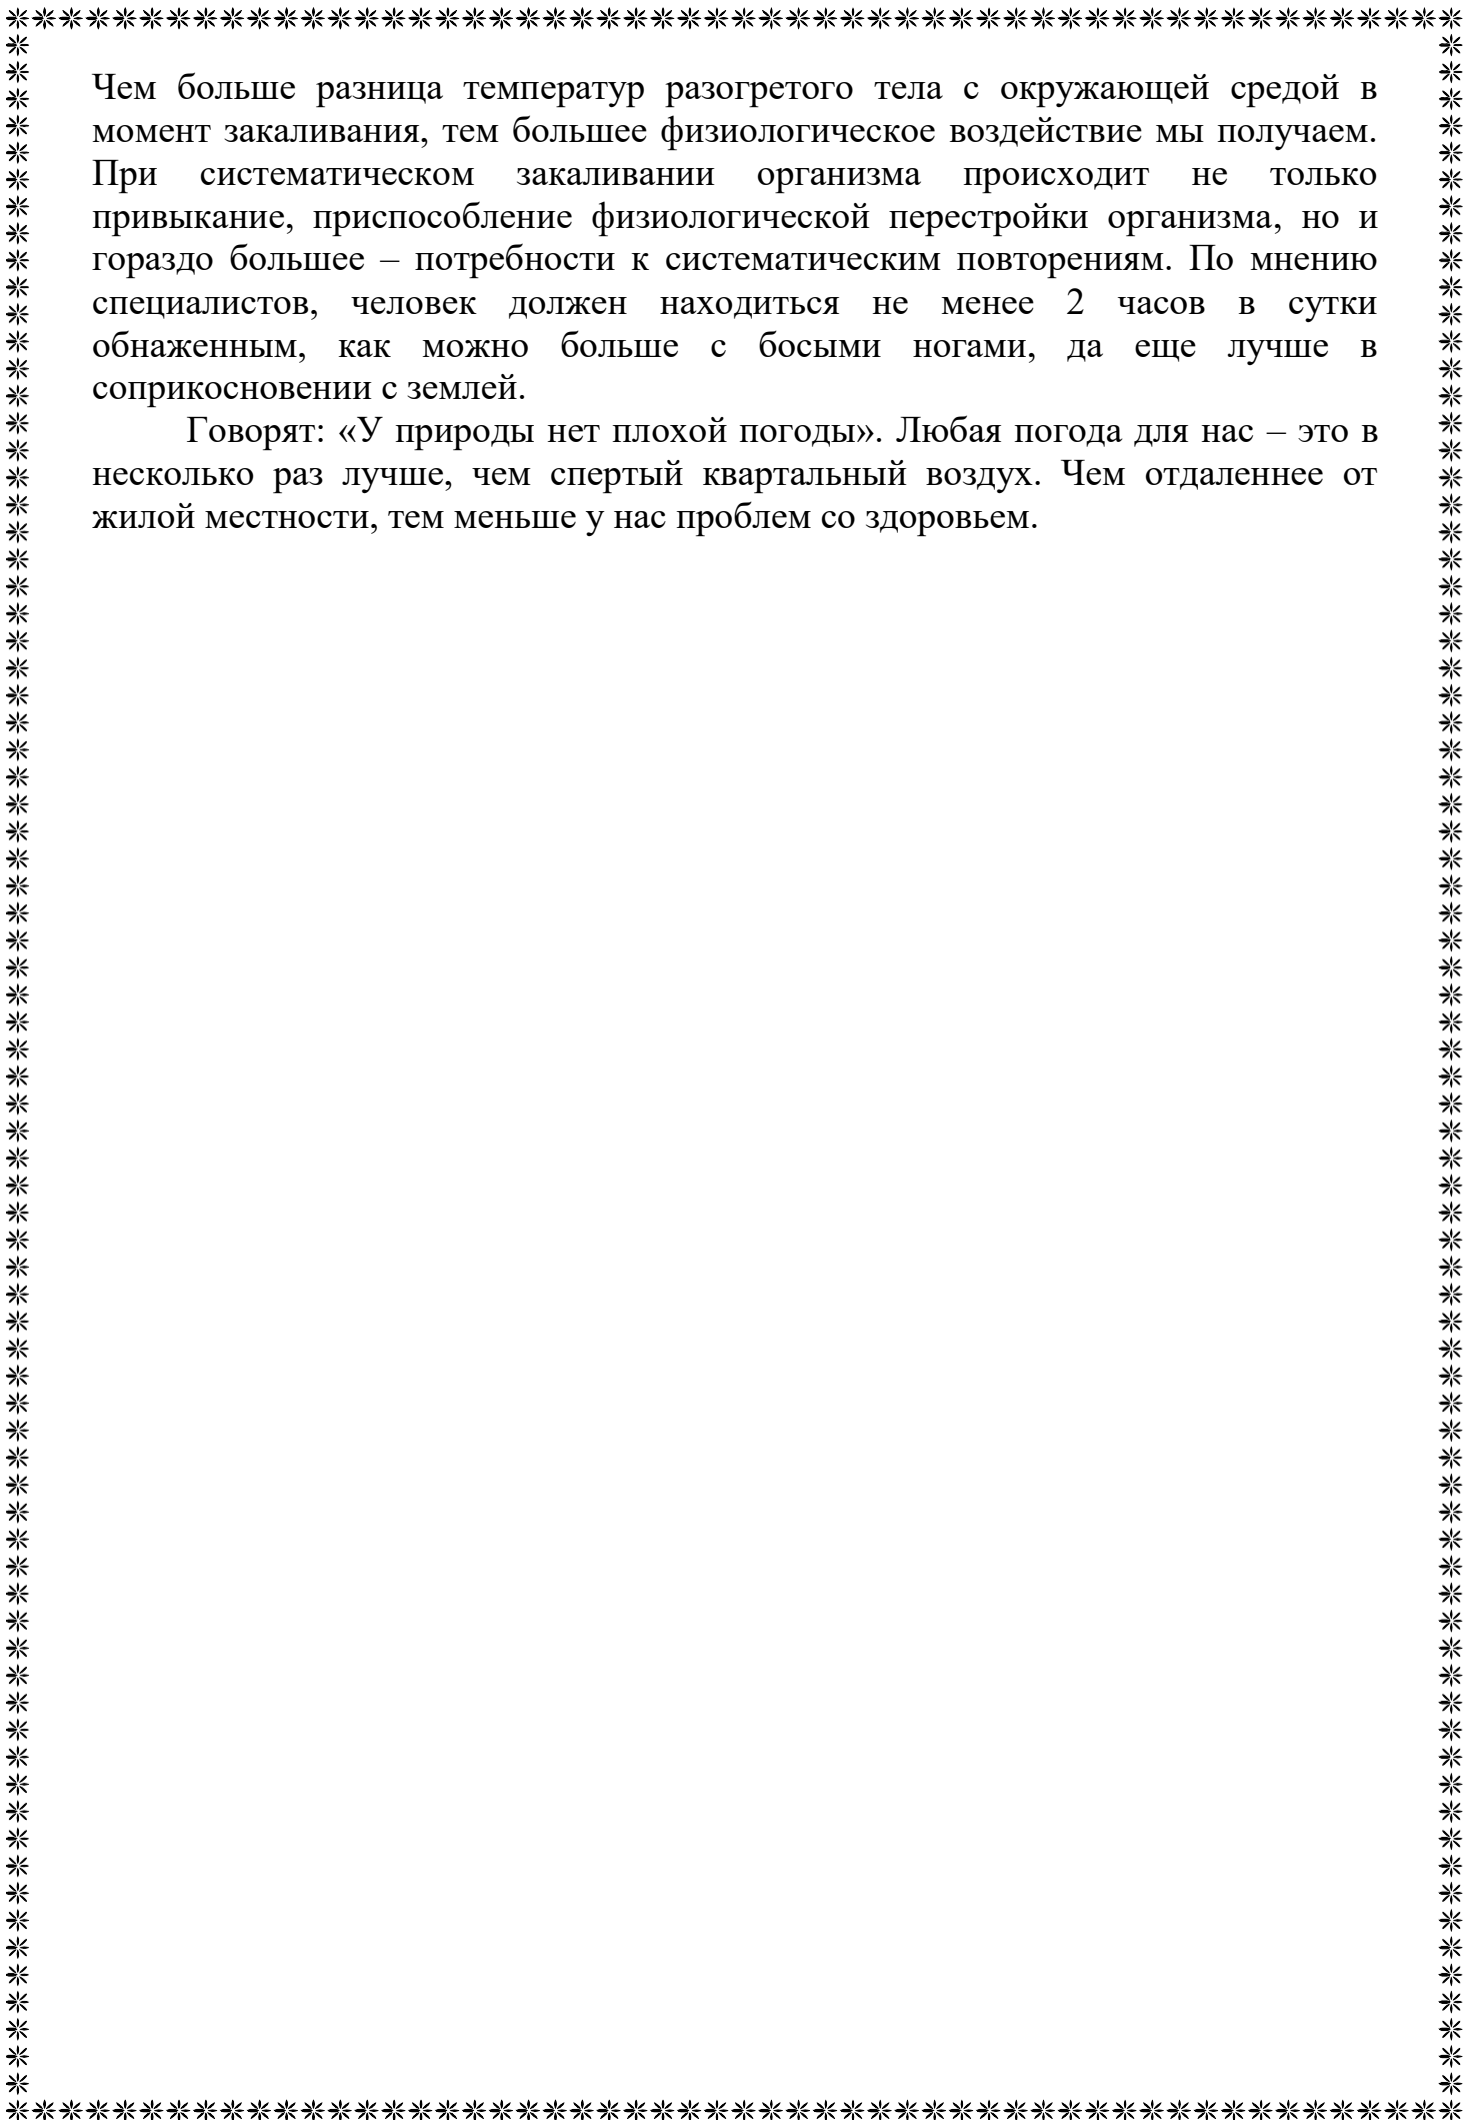 Чем больше разница температур разогретого тела с окружающей средой в
момент закаливания, тем большее физиологическое воздействие мы получаем.
При систематическом закаливании организма происходит не только
привыкание, приспособление физиологической перестройки организма, но и
гораздо большее – потребности к систематическим повторениям. По мнению
специалистов, человек должен находиться не менее 2 часов в сутки
обнаженным, как можно больше с босыми ногами, да еще лучше в
соприкосновении с землей.
Говорят: «У природы нет плохой погоды». Любая погода для нас – это в
несколько раз лучше, чем спертый квартальный воздух. Чем отдаленнее от
жилой местности, тем меньше у нас проблем со здоровьем.